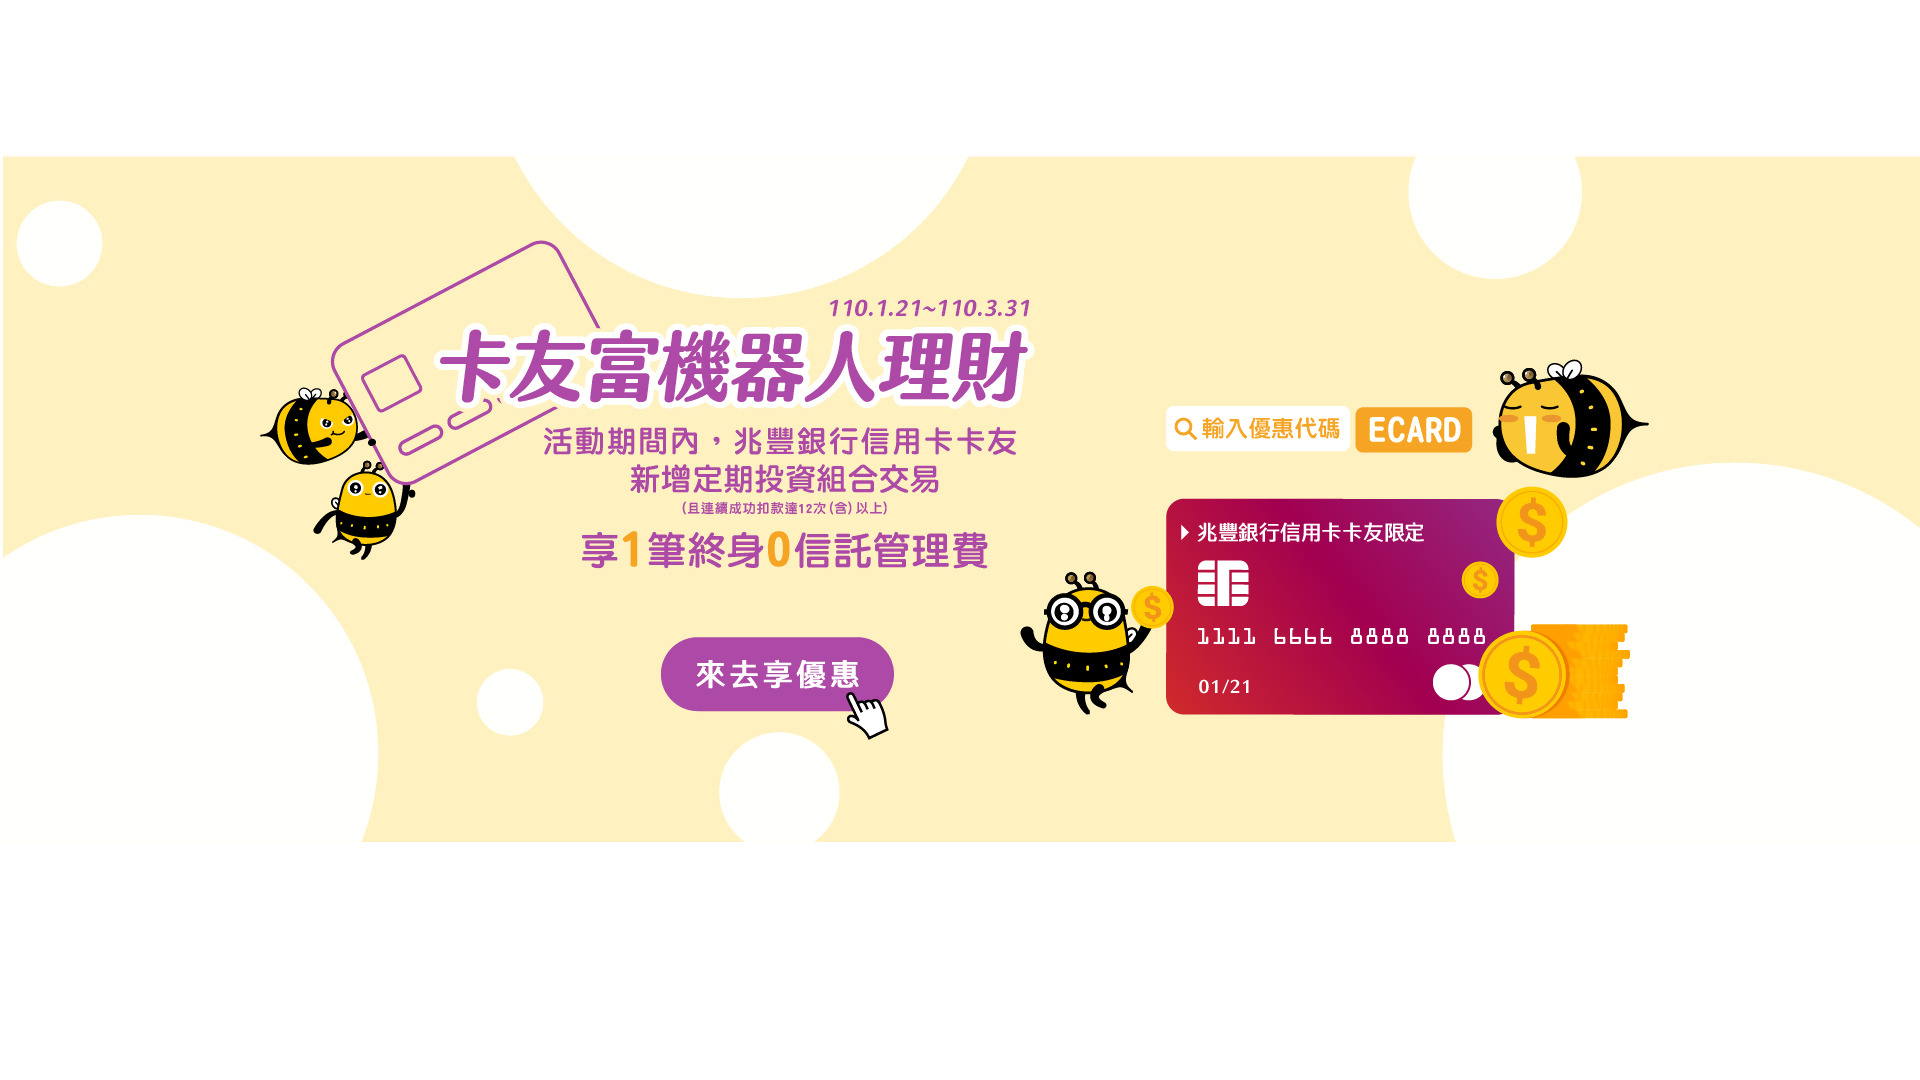 110.1.21~110.3.31
卡友富機器人理財
活動期間內，兆豐銀行信用卡卡友
新增定期投資組合交易
(且連續成功扣款達12次(含)以上)
享1筆終身0信託管理費
來去享優惠
輸入優惠代碼 ECARD
兆豐銀行信用卡卡友限定
1111 6666 8888 8888
01/21